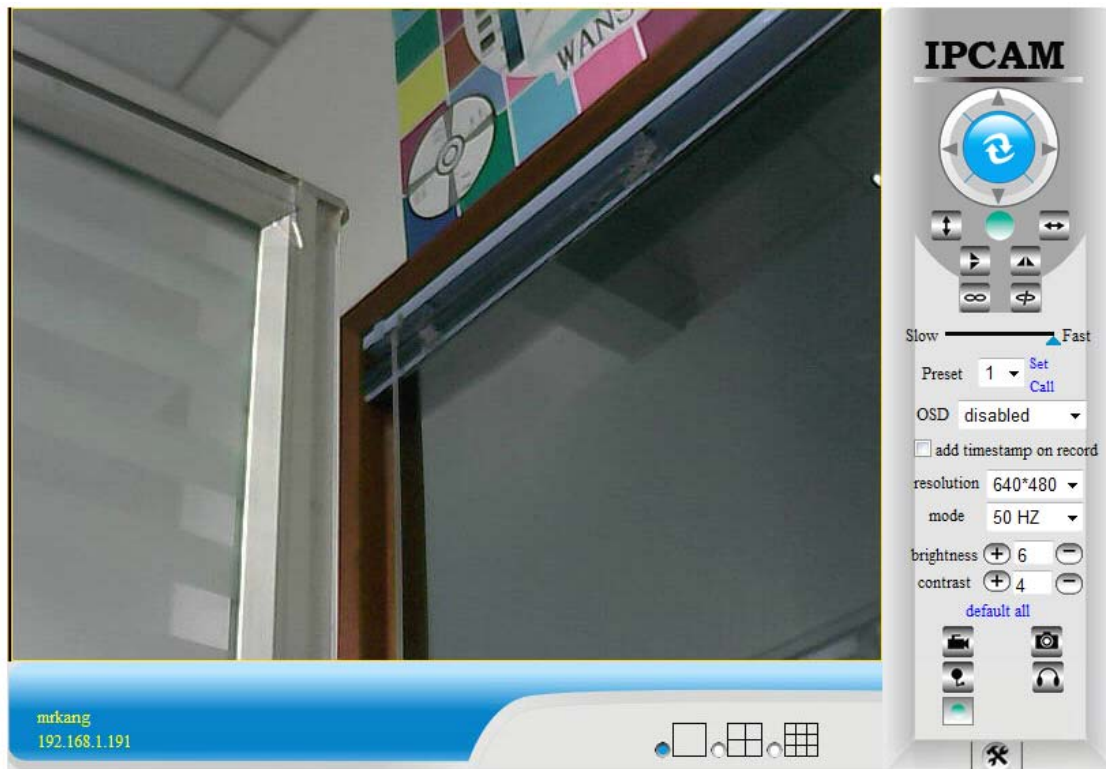 WANS
IPCAM
Slow Fast
Preset 1 Set
Call
OSD disabled
add timestamp on record
resolution 640*480
mode 50 HZ
brightness 6
contrast 4
default all
mrkang
192.168.1.191